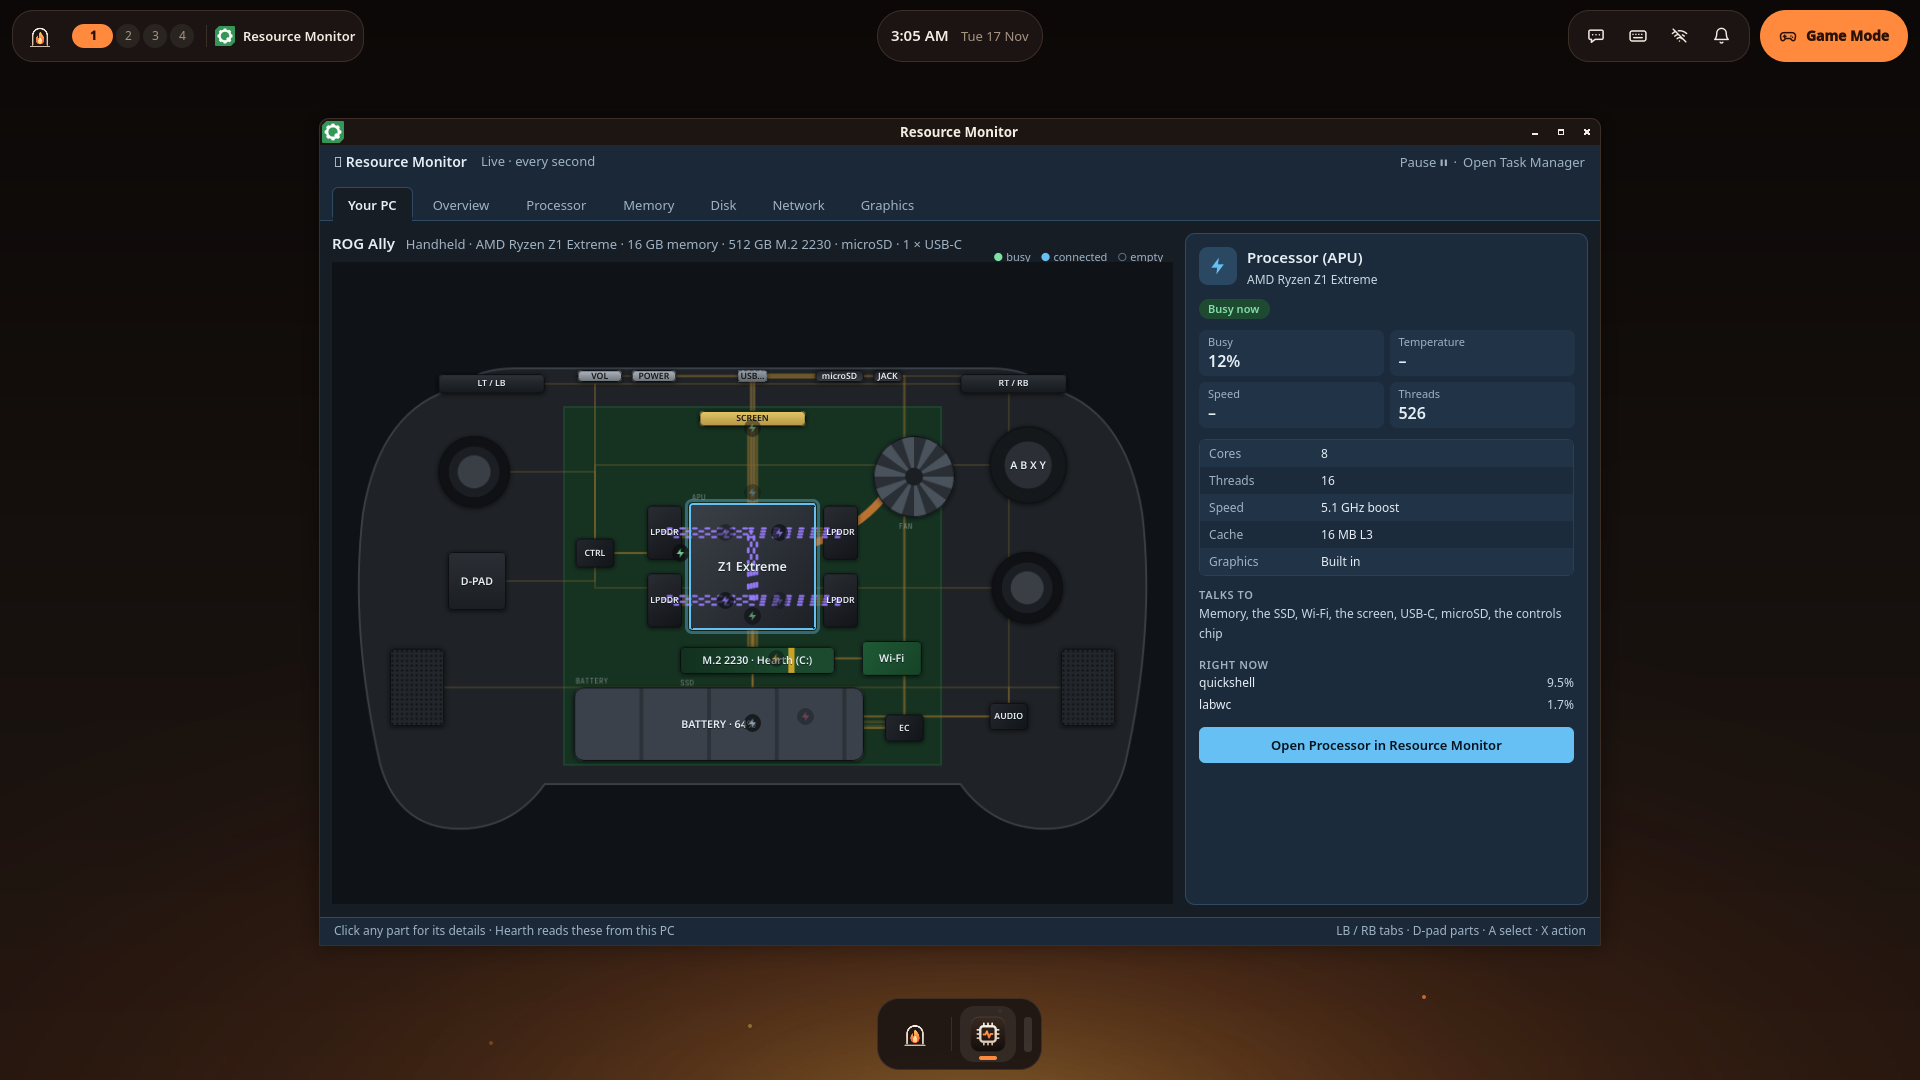 1 2 3 4 Resource Monitor
3:05 AM Tue 17 Nov
Game Mode
Resource Monitor
Resource Monitor Live · every second
Pause · Open Task Manager
Your PC Overview Processor Memory Disk Network Graphics
ROG Ally Handheld · AMD Ryzen Z1 Extreme · 16 GB memory · 512 GB M.2 2230 · microSD · 1 × USB-C
busy connected empty
LT / LB VOL POWER USB... microSD JACK RT / RB
SCREEN
A B X Y
APU
FAN
LPDDR LPDDR
CTRL
Z1 Extreme
D-PAD
LPDDR LPDDR
M.2 2230 · Hearth (C:)
Wi-Fi
BATTERY SSD
BATTERY · 64
EC
AUDIO
Processor (APU)
AMD Ryzen Z1 Extreme
Busy now
Busy
12%
Temperature
–
Speed
–
Threads
526
Cores 8
Threads 16
Speed 5.1 GHz boost
Cache 16 MB L3
Graphics Built in
TALKS TO
Memory, the SSD, Wi-Fi, the screen, USB-C, microSD, the controls
chip
RIGHT NOW
quickshell 9.5%
labwc 1.7%
Open Processor in Resource Monitor
Click any part for its details · Hearth reads these from this PC
LB / RB tabs · D-pad parts · A select · X action